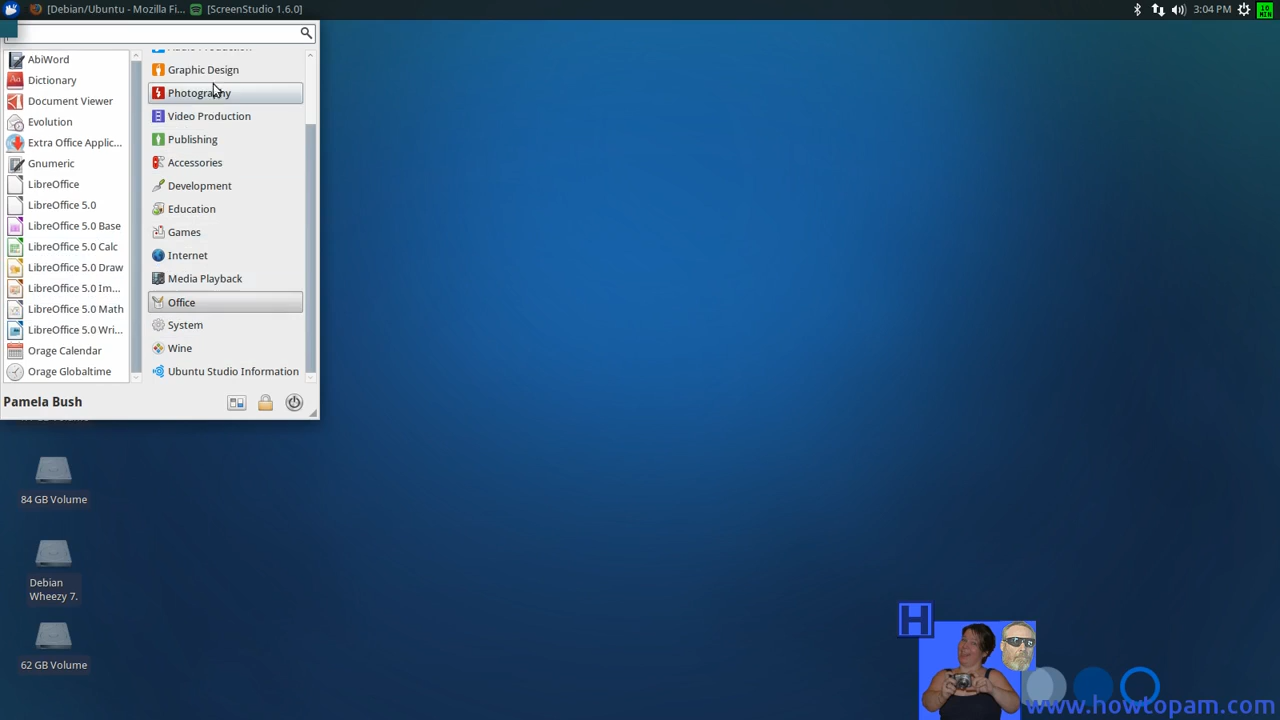 [Debian/Ubuntu - Mozilla Fi...
[ScreenStudio 1.6.0]
3:04 PM
10 MIN
AbiWord
Dictionary
Document Viewer
Evolution
Extra Office Applic...
Gnumeric
LibreOffice
LibreOffice 5.0
LibreOffice 5.0 Base
LibreOffice 5.0 Calc
LibreOffice 5.0 Draw
LibreOffice 5.0 Im...
LibreOffice 5.0 Math
LibreOffice 5.0 Wri...
Orage Calendar
Orage Globaltime
Graphic Design
Photography
Video Production
Publishing
Accessories
Development
Education
Games
Internet
Media Playback
Office
System
Wine
Ubuntu Studio Information
Pamela Bush
84 GB Volume
Debian
Wheezy 7.
62 GB Volume
H
www.howtopam.com